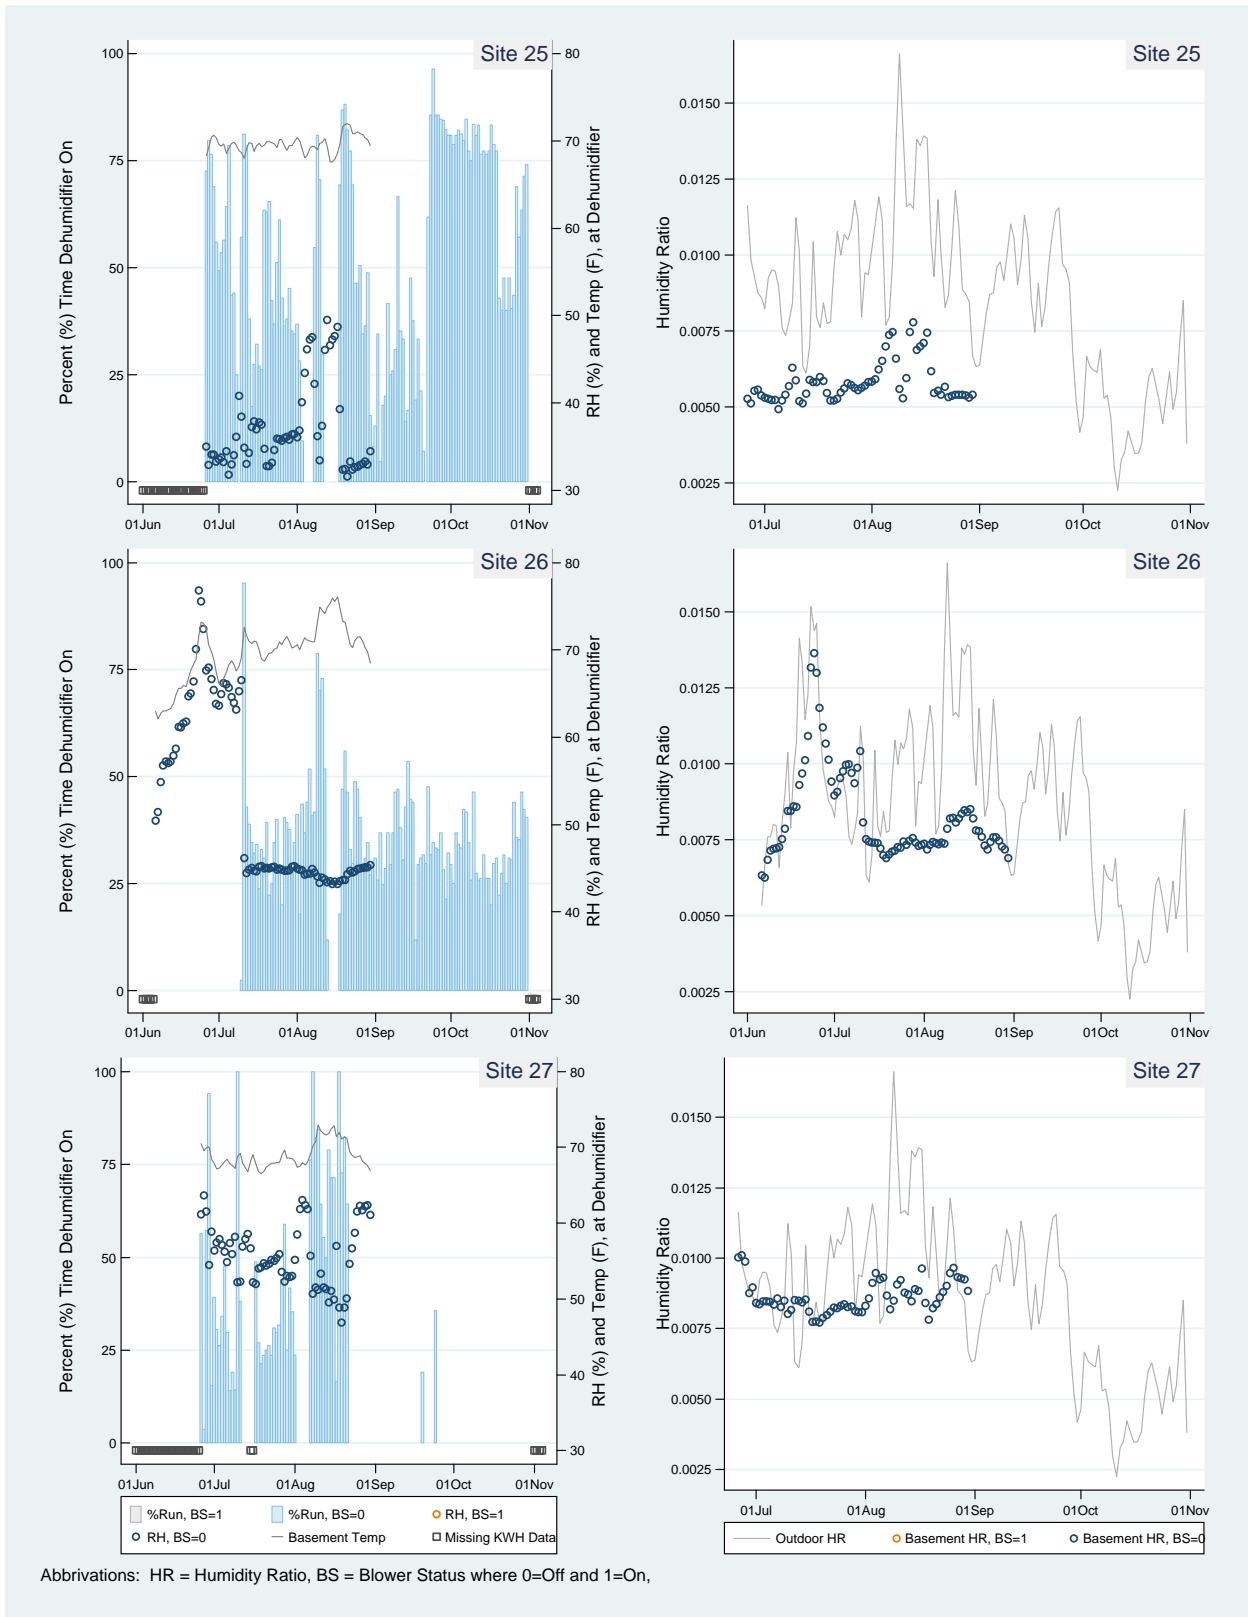 Site 25
Percent (%) Time Dehumidifier On
100
75
50
25
0
RH (%) and Temp (F), at Dehumidifier
80
70
60
50
40
30
01Jun 01Jul 01Aug 01Sep 01Oct 01Nov
Site 25
Humidity Ratio
0.0150
0.0125
0.0100
0.0075
0.0050
0.0025
01Jul 01Aug 01Sep 01Oct 01Nov
Site 26
Percent (%) Time Dehumidifier On
100
75
50
25
0
RH (%) and Temp (F), at Dehumidifier
80
70
60
50
40
30
01Jun 01Jul 01Aug 01Sep 01Oct 01Nov
Site 26
Humidity Ratio
0.0150
0.0125
0.0100
0.0075
0.0050
0.0025
01Jun 01Jul 01Aug 01Sep 01Oct 01Nov
Site 27
Percent (%) Time Dehumidifier On
100
75
50
25
0
RH (%) and Temp (F), at Dehumidifier
80
70
60
50
40
30
01Jun 01Jul 01Aug 01Sep 01Oct 01Nov
%Run, BS=1 %Run, BS=0 RH, BS=1
RH, BS=0 Basement Temp Missing KWH Data
Site 27
Humidity Ratio
0.0150
0.0125
0.0100
0.0075
0.0050
0.0025
01Jul 01Aug 01Sep 01Oct 01Nov
Outdoor HR Basement HR, BS=1 Basement HR, BS=0
Abbrivations: HR = Humidity Ratio, BS = Blower Status where 0=Off and 1=On,